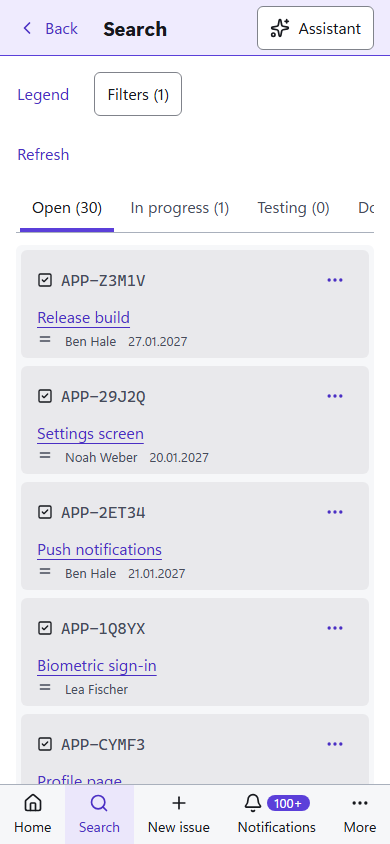 Back Search Assistant
Legend Filters (1)
Refresh
Open (30) In progress (1) Testing (0) Do
APP-Z3M1V
Release build
Ben Hale 27.01.2027
APP-29J2Q
Settings screen
Noah Weber 20.01.2027
APP-2ET34
Push notifications
Ben Hale 21.01.2027
APP-1Q8YX
Biometric sign-in
Lea Fischer
APP-CYMF3
Profile page
100+
Home Search New issue Notifications More